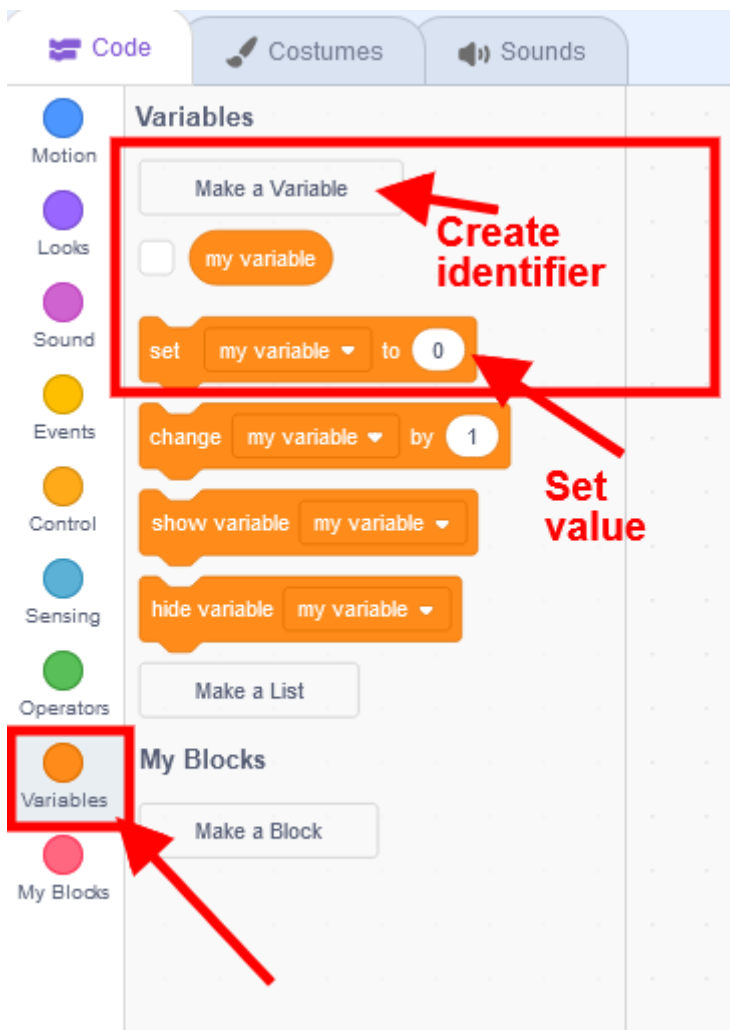 Code Costumes Sounds
Variables
Motion
Make a Variable
Create
identifier
Looks
my variable
Sound
set my variable to 0
Events
change my variable by 1
Set
value
Control
show variable my variable
Sensing
hide variable my variable
Operators
Make a List
Variables
My Blocks
Make a Block
My Blocks